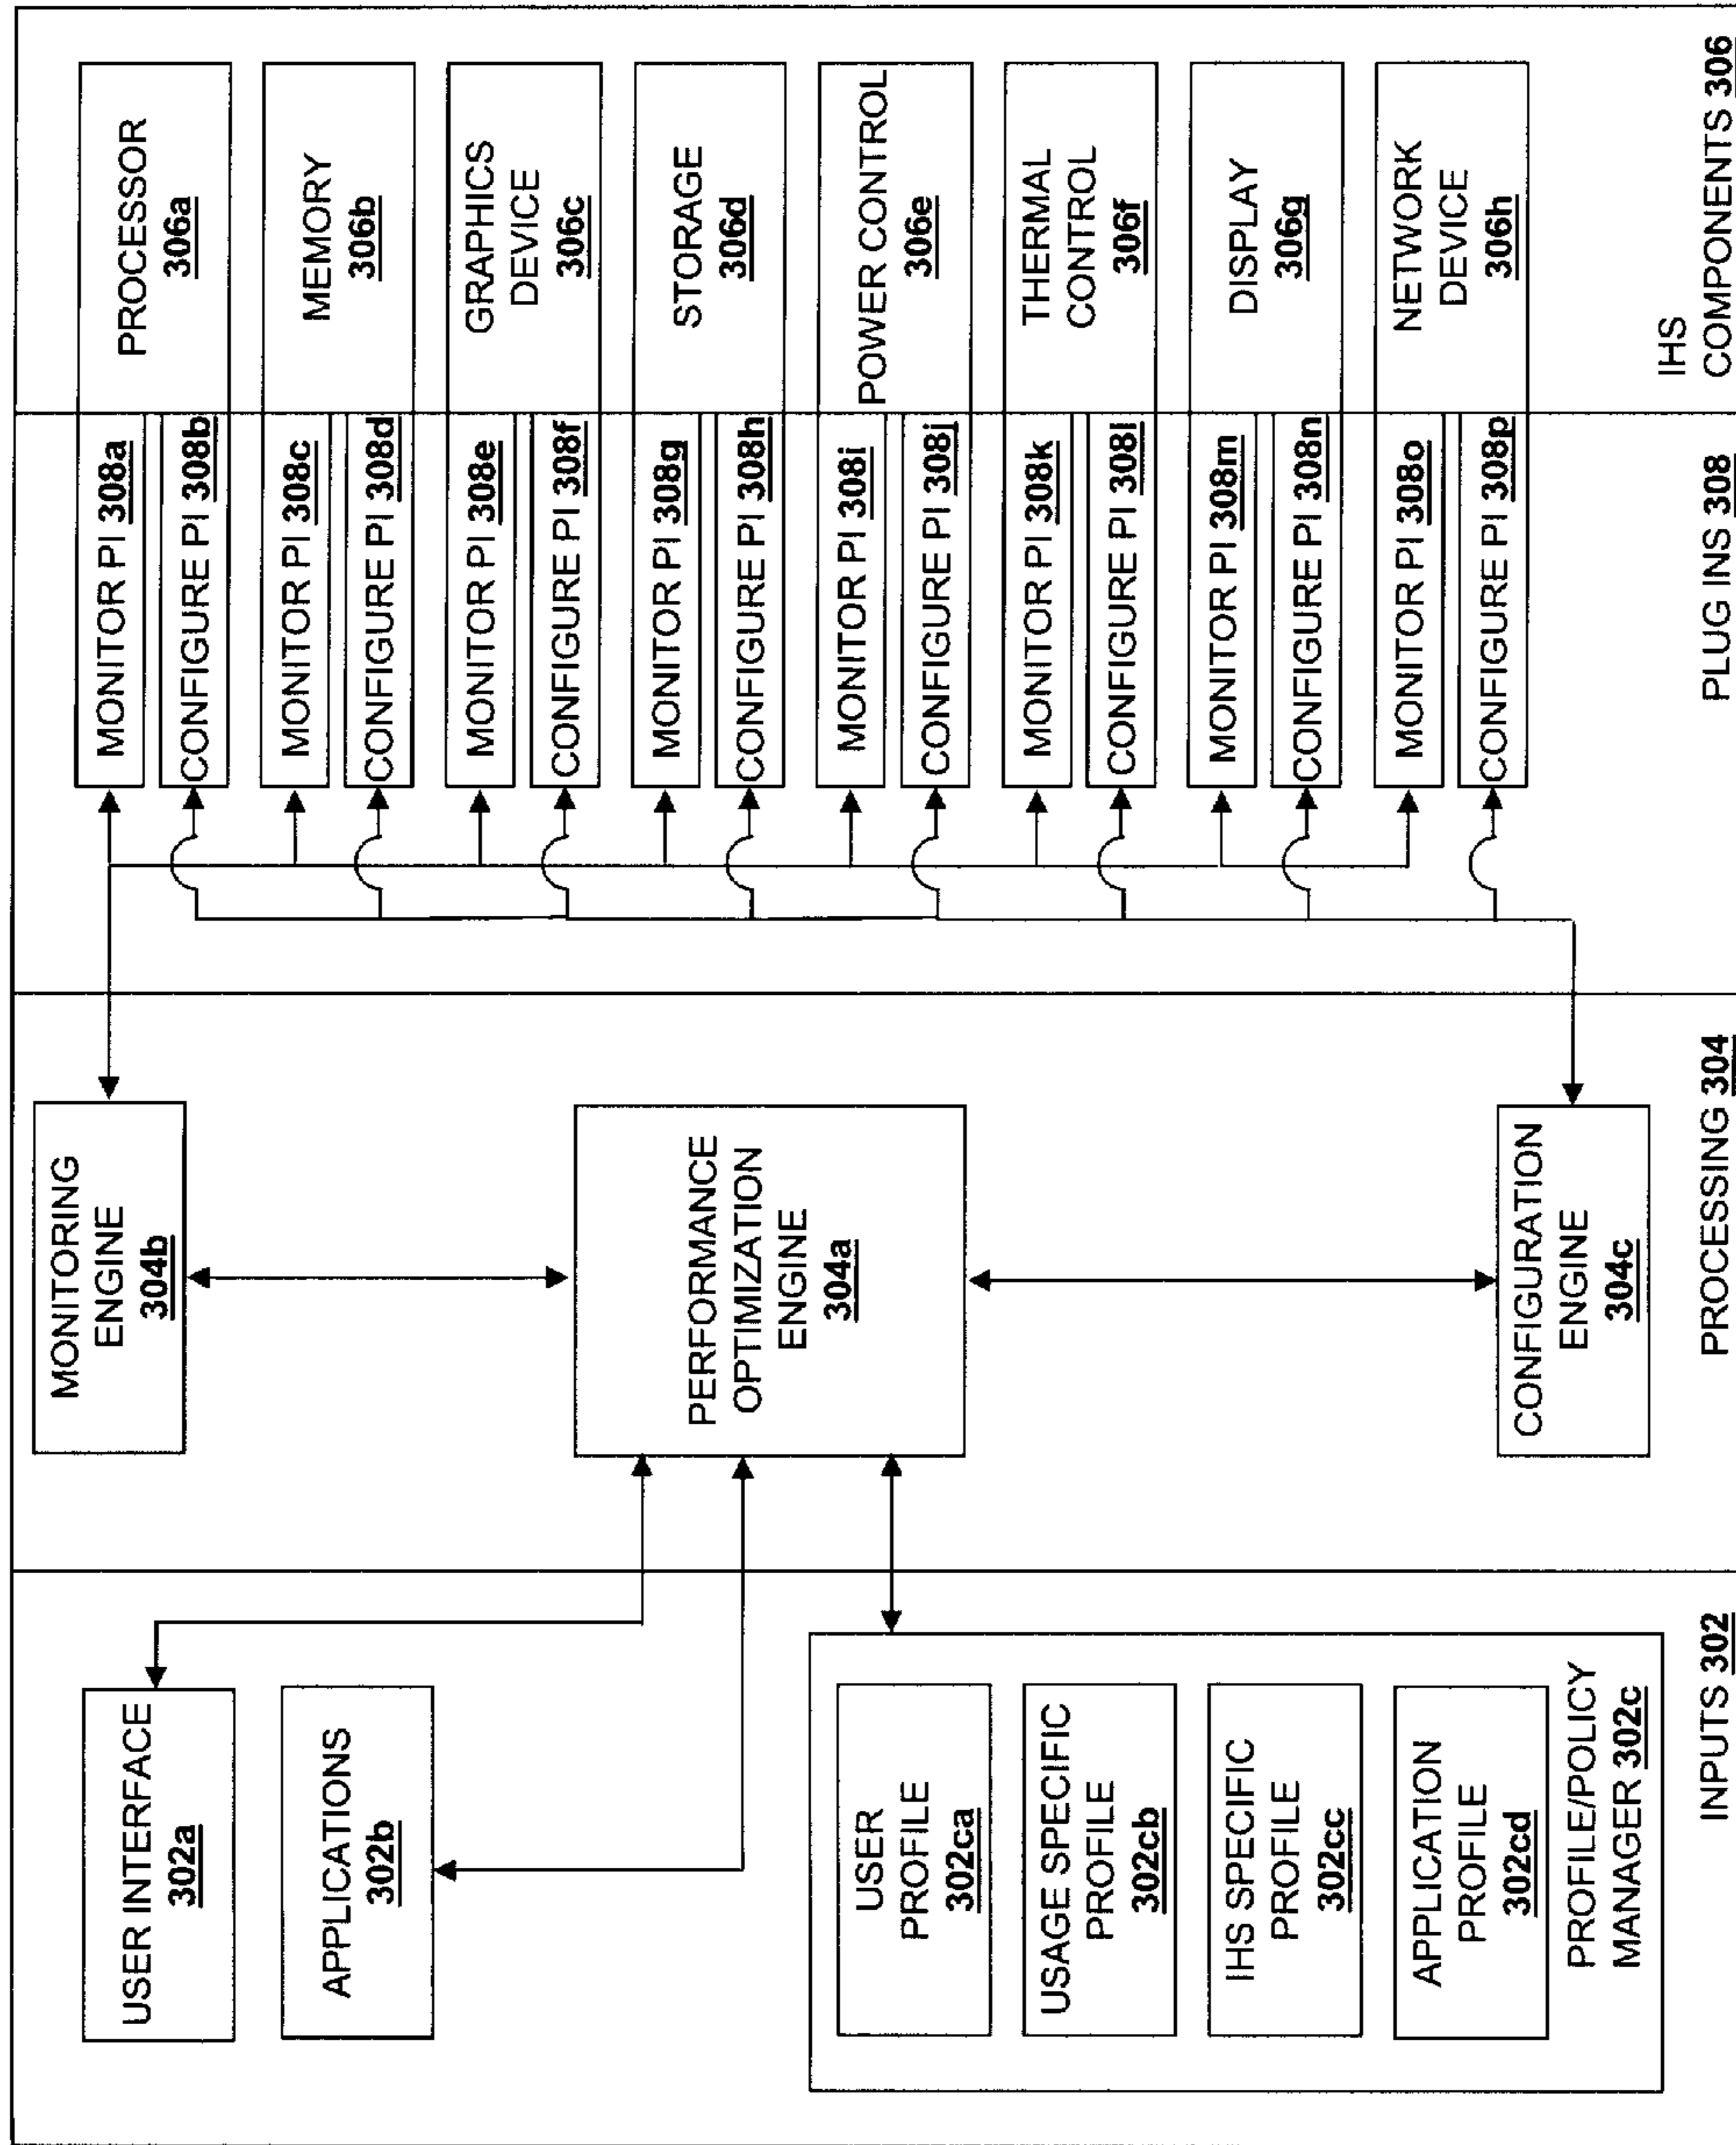 USER INTERFACE
302a
APPLICATIONS
302b
USER
PROFILE
302ca
USAGE SPECIFIC
PROFILE
302cb
IHS SPECIFIC
PROFILE
302cc
APPLICATION
PROFILE
302cd
PROFILE/POLICY
MANAGER 302c
INPUTS 302
MONITORING
ENGINE
304b
PERFORMANCE
OPTIMIZATION
ENGINE
304a
CONFIGURATION
ENGINE
304c
PROCESSING 304
MONITOR PI 308a
CONFIGURE PI 308b
MONITOR PI 308c
CONFIGURE PI 308d
MONITOR PI 308e
CONFIGURE PI 308f
MONITOR PI 308g
CONFIGURE PI 308h
MONITOR PI 308i
CONFIGURE PI 308j
MONITOR PI 308k
CONFIGURE PI 308l
MONITOR PI 308m
CONFIGURE PI 308n
MONITOR PI 308o
CONFIGURE PI 308p
PLUG INS 308
PROCESSOR
306a
MEMORY
306b
GRAPHICS
DEVICE
306c
STORAGE
306d
POWER CONTROL
306e
THERMAL
CONTROL
306f
DISPLAY
306g
NETWORK
DEVICE
306h
IHS
COMPONENTS 306